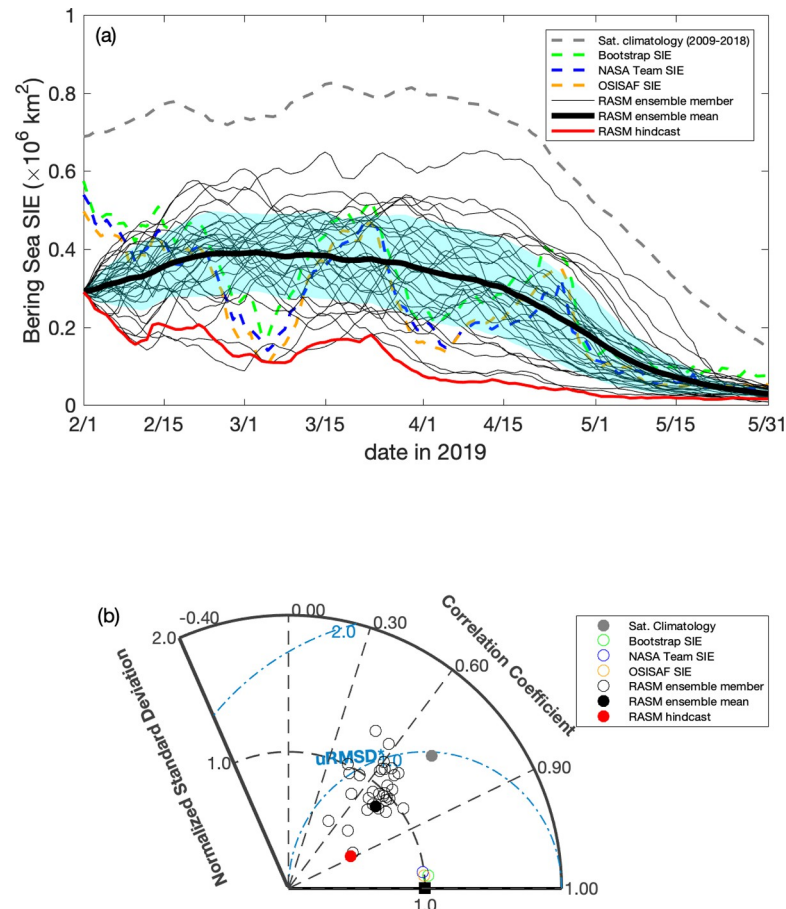 (a)
Sat. climatology (2009-2018)
Bootstrap SIE
NASA Team SIE
OSISAF SIE
RASM ensemble member
RASM ensemble mean
RASM hindcast
1
0.8
0.6
0.4
0.2
0
Bering Sea SIE (×10⁶ km²)
2/1 2/15 3/1 3/15 4/1 4/15 5/1 5/15 5/31
date in 2019
(b)
Sat. Climatology
Bootstrap SIE
NASA Team SIE
OSISAF SIE
RASM ensemble member
RASM ensemble mean
RASM hindcast
-0.40 0.00 0.30 0.60 0.90 1.00
Correlation Coefficient
2.0
1.0
Normalized Standard Deviation
2.0
uRMSD*
1.0